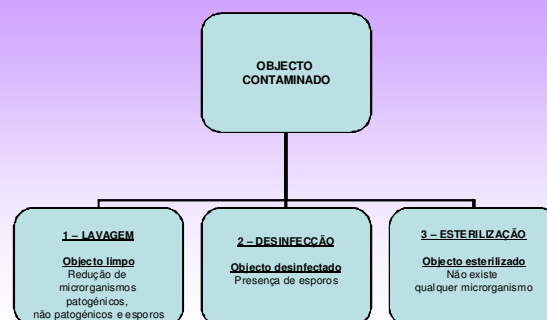 OBJECTO
CONTAMINADO
1 – LAVAGEM
Objecto limpo
Redução de
microrganismos
patogénicos,
não patogénicos e esporos
2 – DESINFECÇÃO
Objecto desinfectado
Presença de esporos
3 – ESTERILIZAÇÃO
Objecto esterilizado
Não existe
qualquer microrganismo